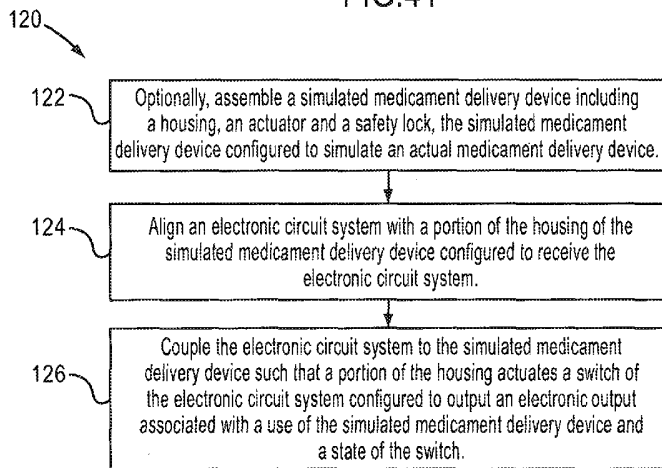 120
122
Optionally, assemble a simulated medicament delivery device including
a housing, an actuator and a safety lock, the simulated medicament
delivery device configured to simulate an actual medicament delivery device.
124
Align an electronic circuit system with a portion of the housing of the
simulated medicament delivery device configured to receive the
electronic circuit system.
126
Couple the electronic circuit system to the simulated medicament
delivery device such that a portion of the housing actuates a switch of
the electronic circuit system configured to output an electronic output
associated with a use of the simulated medicament delivery device and
a state of the switch.